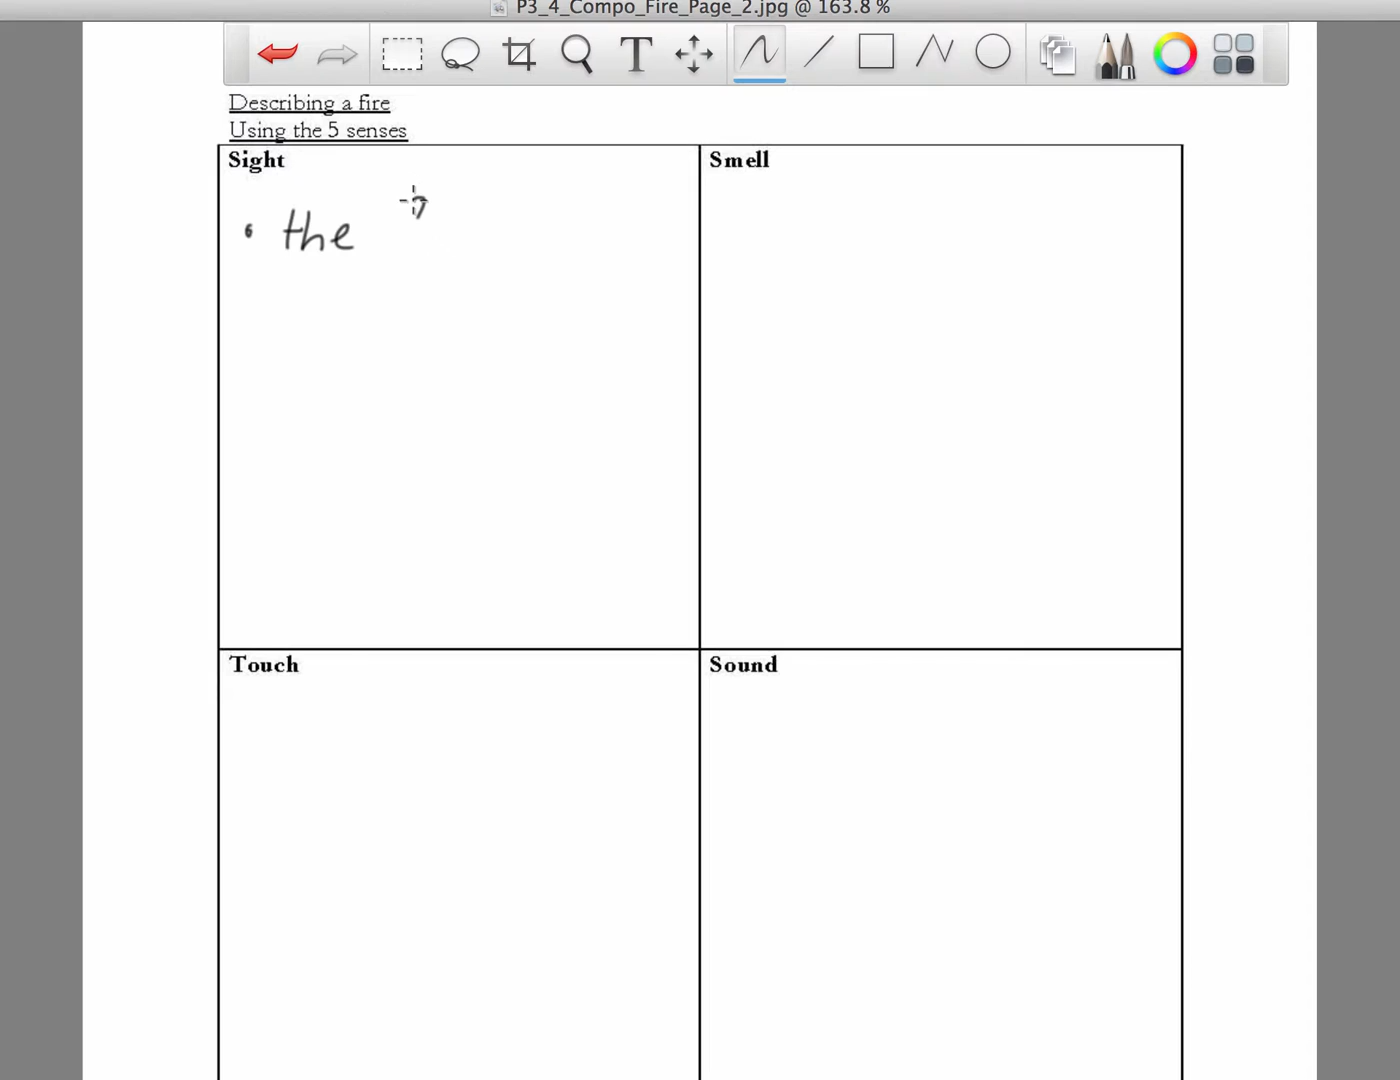 P3_4_Compo_Fire_Page_2.jpg @ 163.8 %
T
Describing a fire
Using the 5 senses
Sight
Smell
• the
Touch
Sound